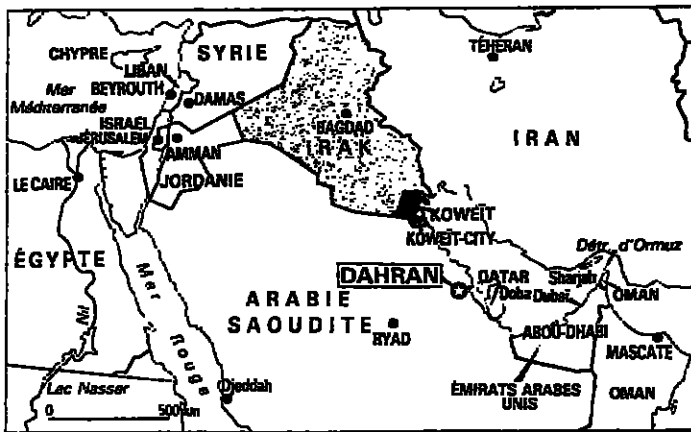 CHYPRE
SYRIE
TÉHÉRAN
Mer
Méditerranée
LIBAN
BEYROUTH
DAMAS
ISRAËL
JÉRUSALEM
AMMAN
BAGDAD
IRAK
IRAN
LE CAIRE
JORDANIE
KOWEÏT
KOWEÏT-CITY
ÉGYPTE
Mer
Rouge
Nil
DAHRAN
Détr. d'Ormuz
QATAR
Sharjah
Doha
Dubaï
OMAN
ARABIE
SAOUDITE
RYAD
ABOU-DHABI
MASCATE
ÉMIRATS ARABES
UNIS
OMAN
Lac Nasser
Djeddah
0 500 km